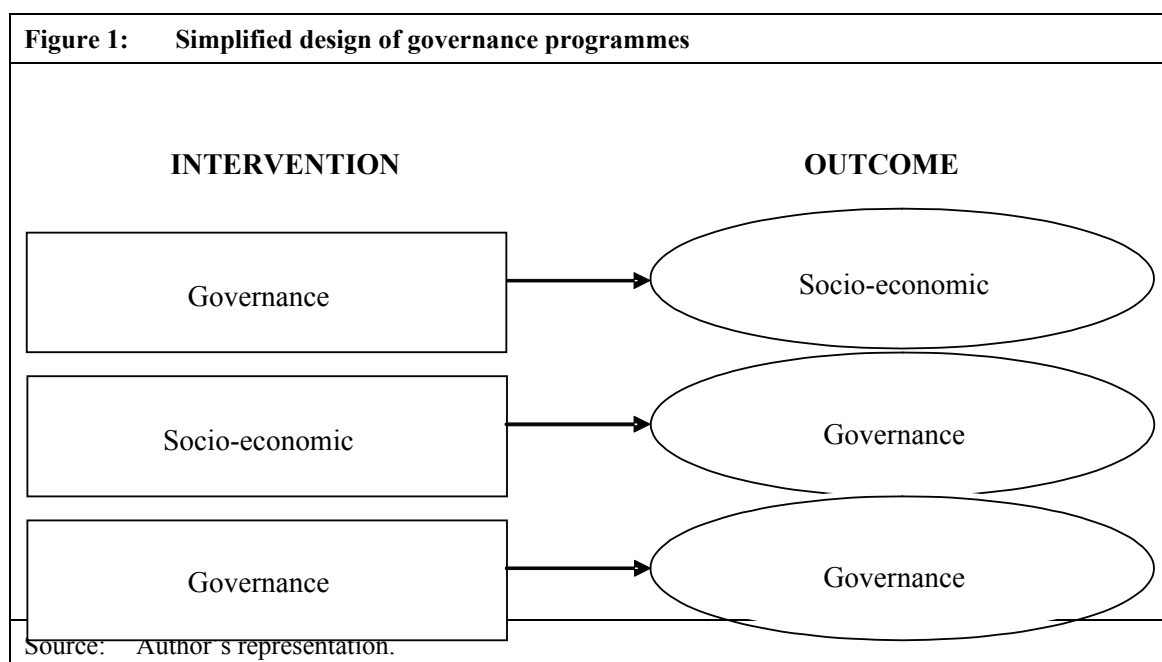 Figure 1: Simplified design of governance programmes
INTERVENTION OUTCOME
Governance Socio-economic
Socio-economic Governance
Governance Governance
Source: Author's representation.